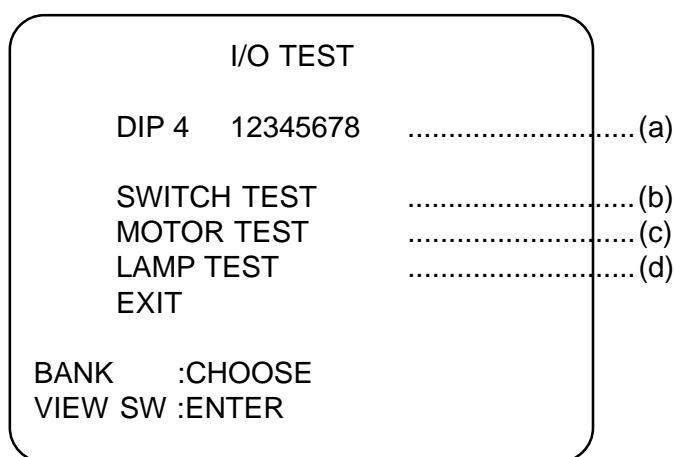 I/O TEST
DIP 4 12345678 ...........................(a)
SWITCH TEST ...........................(b)
MOTOR TEST ...........................(c)
LAMP TEST ...........................(d)
EXIT
BANK :CHOOSE
VIEW SW :ENTER